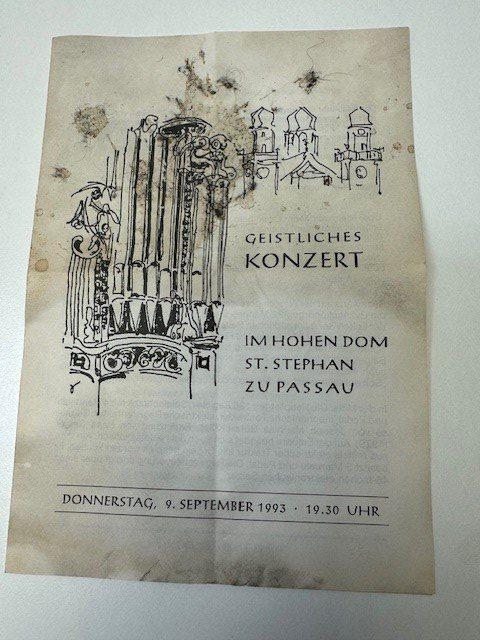 GEISTLICHES
KONZERT
IM HOHEN DOM
ST. STEPHAN
ZU PASSAU
DONNERSTAG, 9. SEPTEMBER 1993 · 19.30 UHR